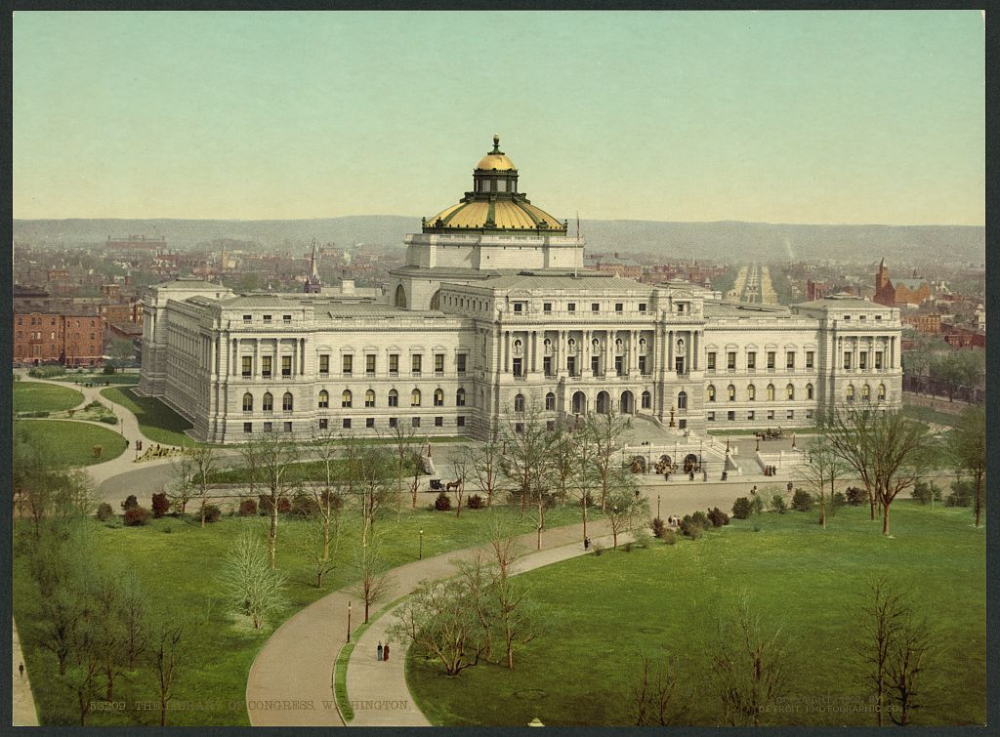 53209 THE LIBRARY OF CONGRESS, WASHINGTON.
DETROIT PHOTOGRAPHIC CO.